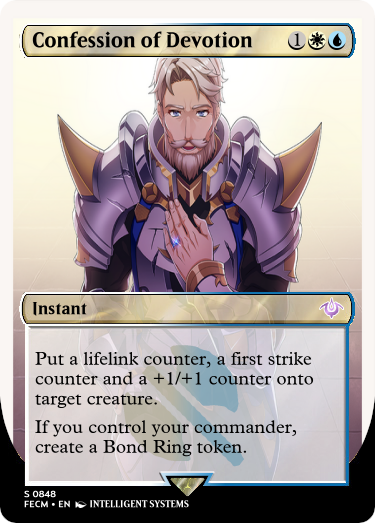 Confession of Devotion 1
Instant
Put a lifelink counter, a first strike
counter and a +1/+1 counter onto
target creature.
If you control your commander,
create a Bond Ring token.
S 0848
FECM • EN INTELLIGENT SYSTEMS